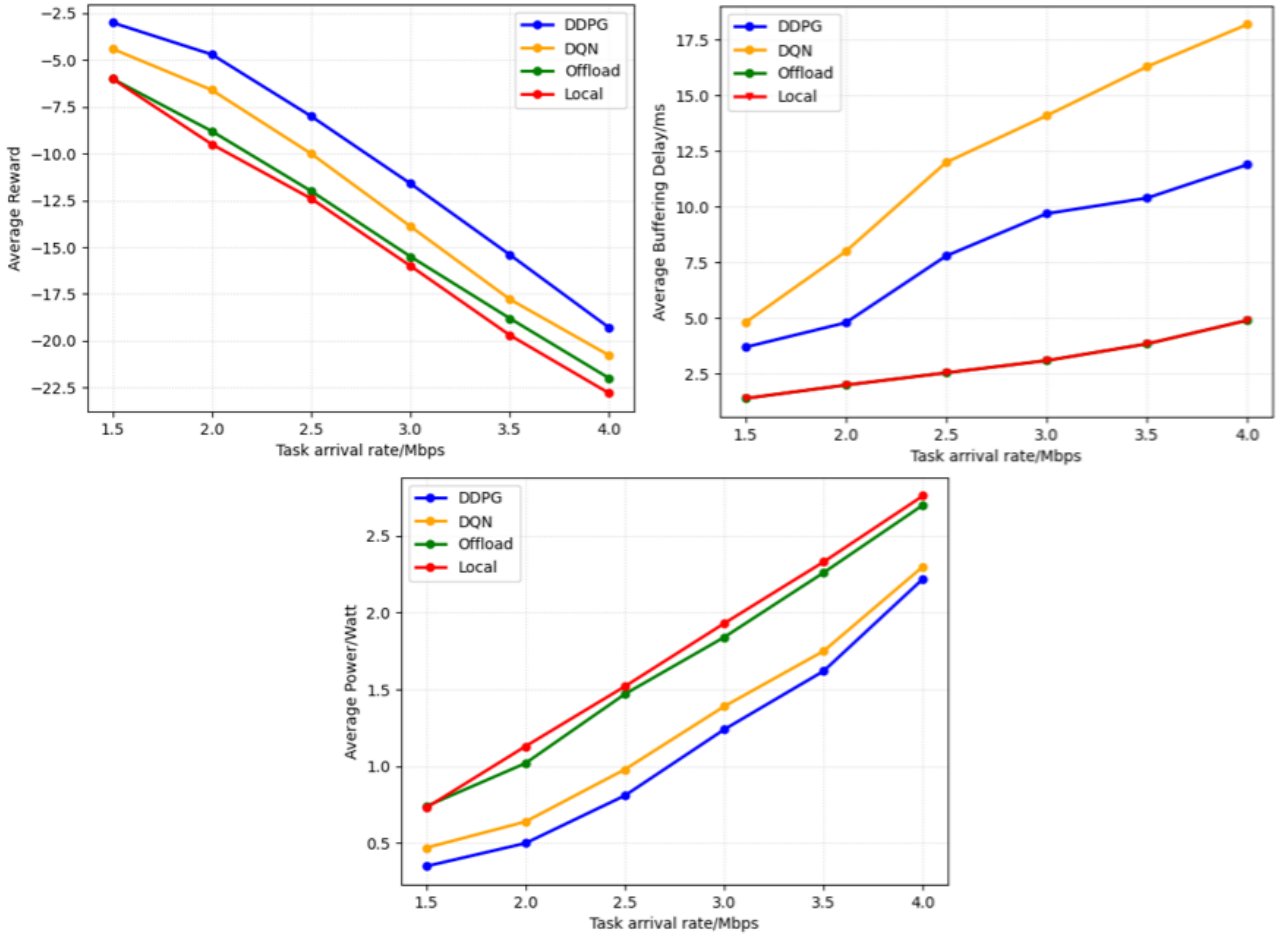 Average Reward
−2.5
−5.0
−7.5
−10.0
−12.5
−15.0
−17.5
−20.0
−22.5
DDPG
DQN
Offload
Local
1.5 2.0 2.5 3.0 3.5 4.0
Task arrival rate/Mbps
Average Buffering Delay/ms
17.5
15.0
12.5
10.0
7.5
5.0
2.5
DDPG
DQN
Offload
Local
1.5 2.0 2.5 3.0 3.5 4.0
Task arrival rate/Mbps
Average Power/Watt
2.5
2.0
1.5
1.0
0.5
DDPG
DQN
Offload
Local
1.5 2.0 2.5 3.0 3.5 4.0
Task arrival rate/Mbps